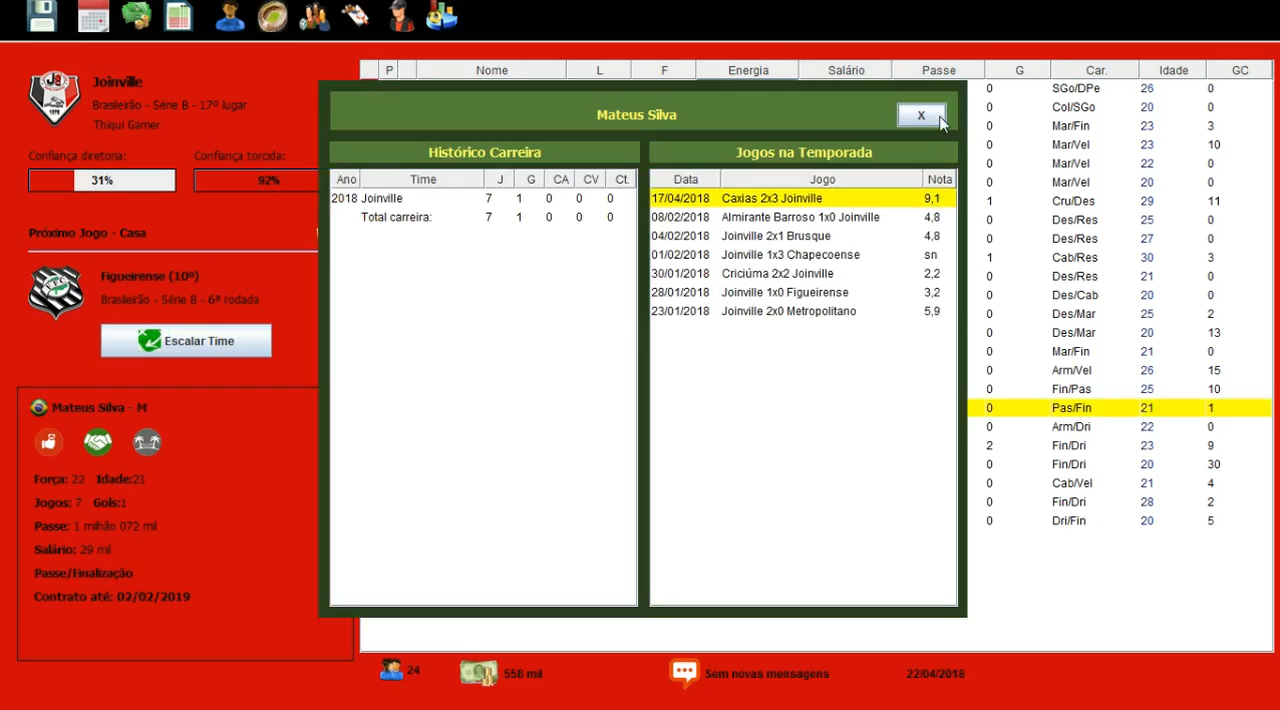 Joinville
Brasileirão - Série B - 17º lugar
Thiqui Gamer
Confiança diretoria:
Confiança torcida:
31%
92%
Próximo Jogo - Casa
Figueirense (10º)
Brasileirão - Série B - 6ª rodada
Escalar Time
Mateus Silva - M
Força: 22 Idade:21
Jogos: 7 Gols:1
Passe: 1 milhão 072 mil
Salário: 29 mil
Passe/Finalização
Contrato até: 02/02/2019
P Nome L F Energia Salário Passe G Car. Idade GC
Mateus Silva
X
Histórico Carreira
Ano Time J G CA CV Ct.
2018 Joinville 7 1 0 0 0
Total carreira: 7 1 0 0 0
Jogos na Temporada
Data Jogo Nota
17/04/2018 Caxias 2x3 Joinville 9,1
08/02/2018 Almirante Barroso 1x0 Joinville 4,8
04/02/2018 Joinville 2x1 Brusque 4,8
01/02/2018 Joinville 1x3 Chapecoense sn
30/01/2018 Criciúma 2x2 Joinville 2,2
28/01/2018 Joinville 1x0 Figueirense 3,2
23/01/2018 Joinville 2x0 Metropolitano 5,9
0 SGo/DPe 26 0
0 Col/SGo 20 0
0 Mar/Fin 23 3
0 Mar/Vel 23 10
0 Mar/Vel 22 0
0 Mar/Vel 20 0
1 Cru/Des 29 11
0 Des/Res 25 0
0 Des/Res 27 0
1 Cab/Res 30 3
0 Des/Res 21 0
0 Des/Cab 20 0
0 Des/Mar 25 2
0 Des/Mar 20 13
0 Mar/Fin 21 0
0 Arm/Vel 26 15
0 Fin/Pas 25 10
0 Pas/Fin 21 1
0 Arm/Dri 22 0
2 Fin/Dri 23 9
0 Fin/Dri 20 30
0 Cab/Vel 21 4
0 Fin/Dri 28 2
0 Dri/Fin 20 5
24
558 mil
Sem novas mensagens
22/04/2018